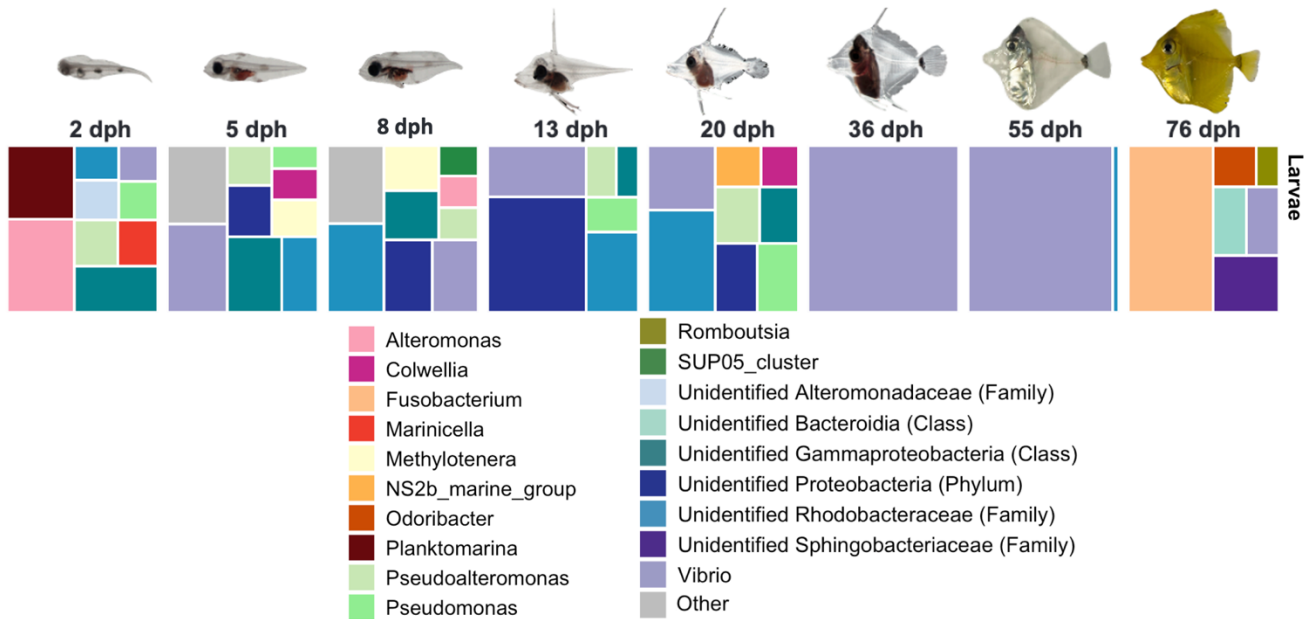 2 dph
5 dph
8 dph
13 dph
20 dph
36 dph
55 dph
76 dph
Larvae
Alteromonas
Colwellia
Fusobacterium
Marinicella
Methylotenera
NS2b_marine_group
Odoribacter
Planktomarina
Pseudoalteromonas
Pseudomonas
Romboutsia
SUP05_cluster
Unidentified Alteromonadaceae (Family)
Unidentified Bacteroidia (Class)
Unidentified Gammaproteobacteria (Class)
Unidentified Proteobacteria (Phylum)
Unidentified Rhodobacteraceae (Family)
Unidentified Sphingobacteriaceae (Family)
Vibrio
Other